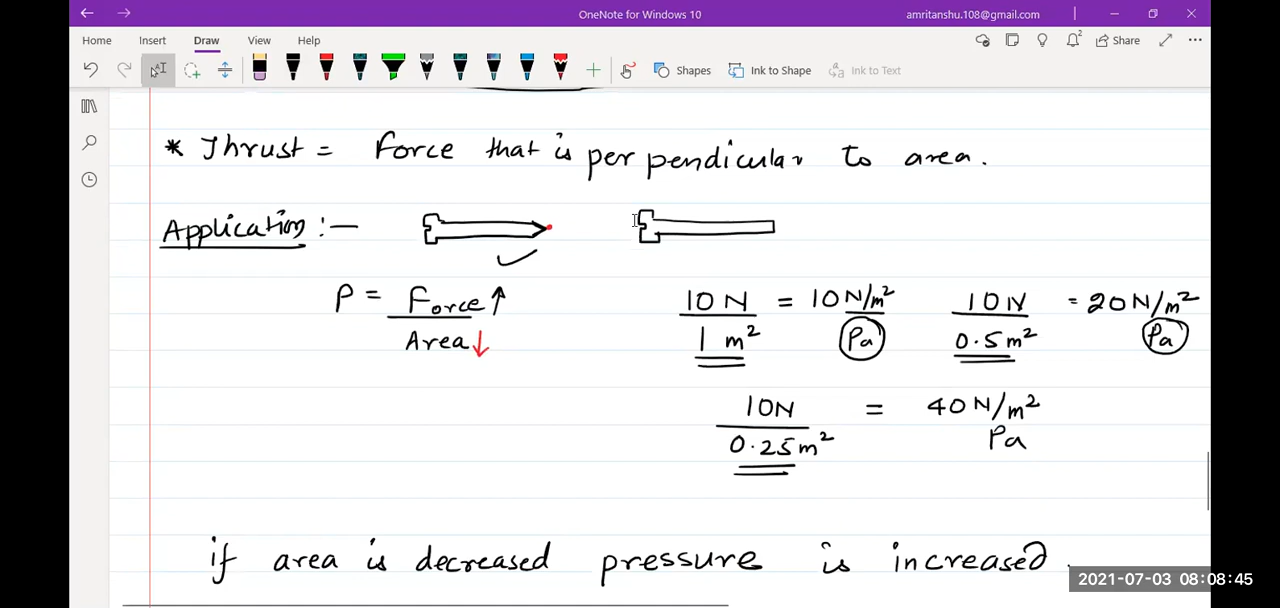 OneNote for Windows 10
amritanshu.108@gmail.com
Home Insert Draw View Help
Share
Shapes Ink to Shape Ink to Text
* Thrust = Force that is perpendicular to area.
Application :-
P = Force ↑ / Area ↓
10 N / 1 m² = 10 N/m² Pa
10 N / 0.5 m² = 20 N/m² Pa
10 N / 0.25 m² = 40 N/m² Pa
if area is decreased pressure is increased.
2021-07-03 08:08:45